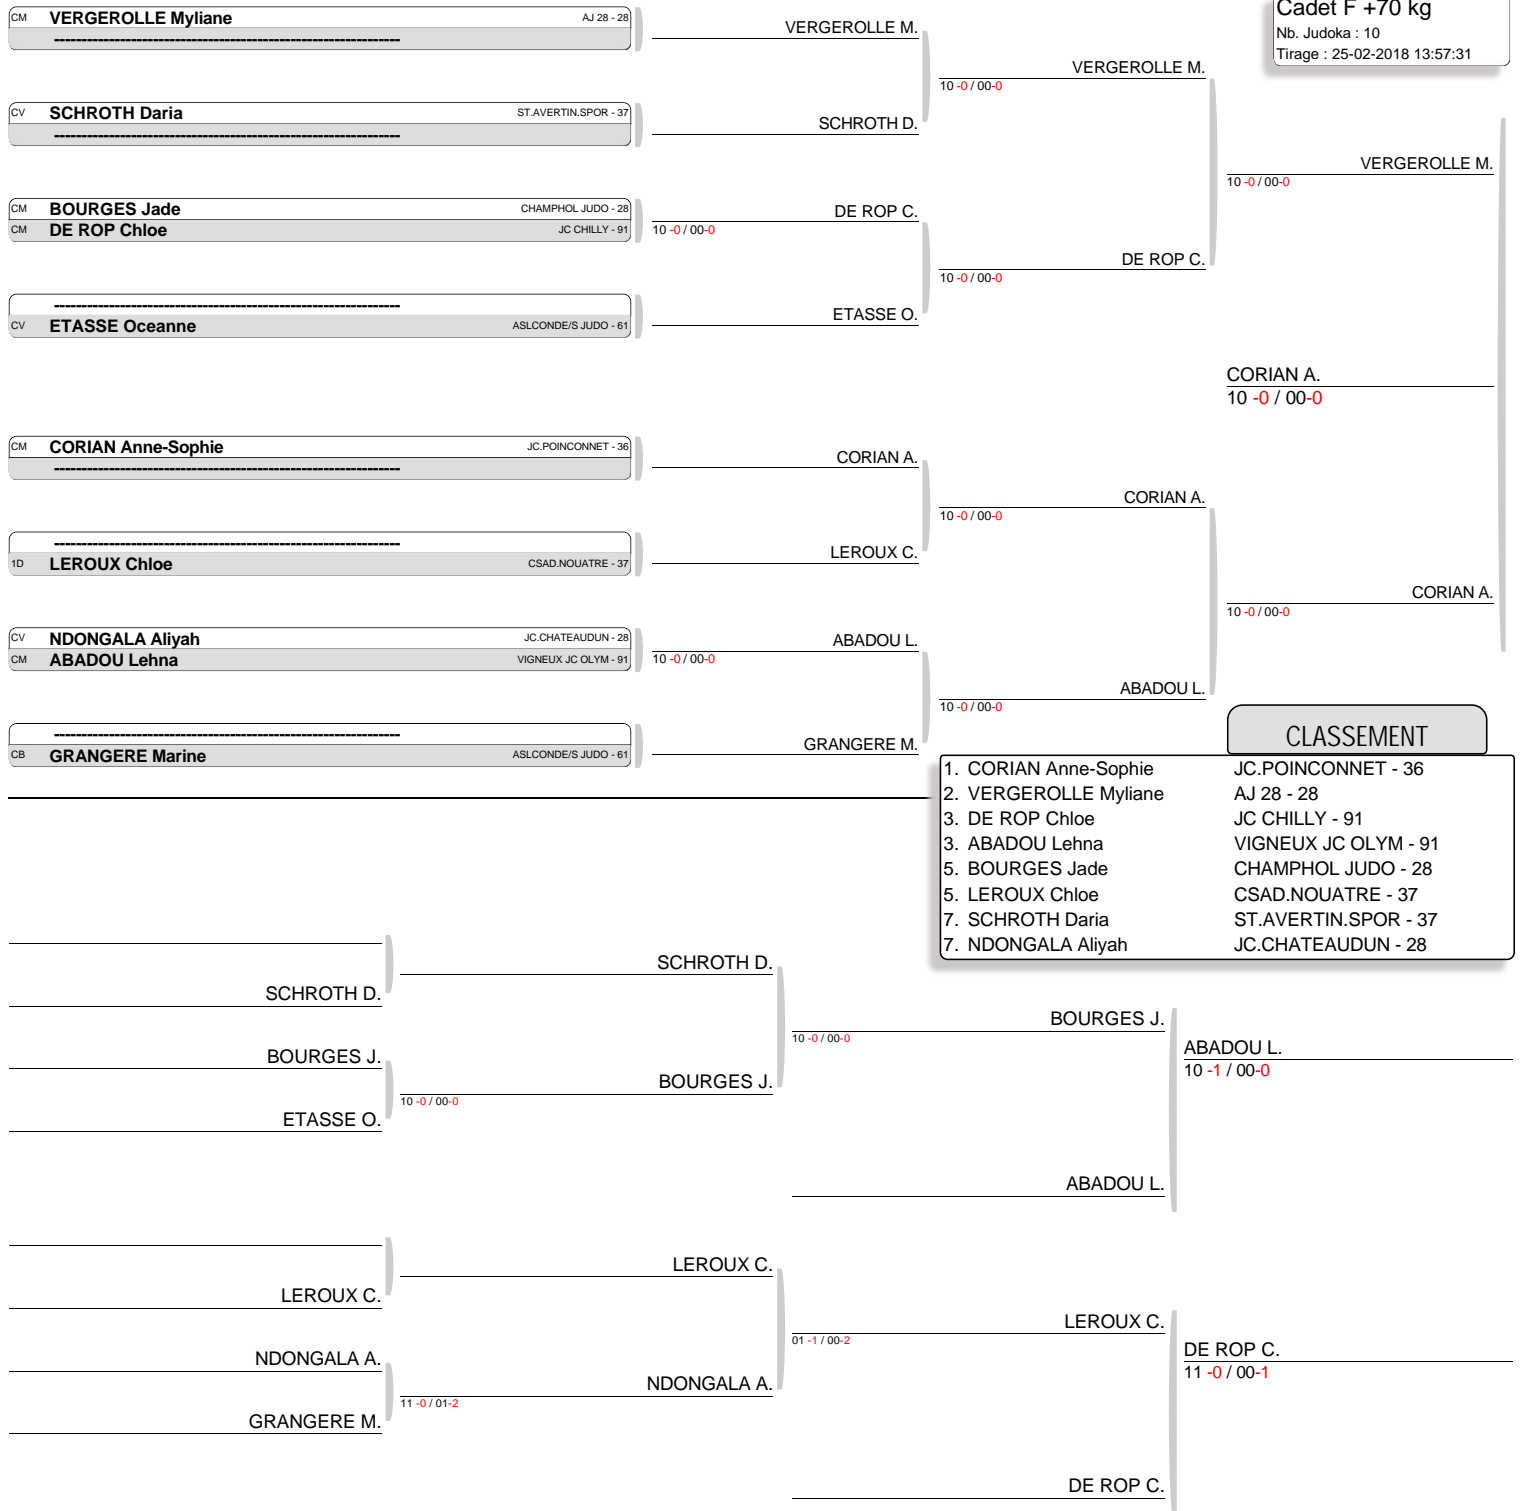 Cadet F +70 kg
Nb. Judoka : 10
Tirage : 25-02-2018 13:57:31
CM VERGEROLLE Myliane AJ 28 - 28
----------------------------------------------------------------
VERGEROLLE M.
VERGEROLLE M.
10 -0 / 00-0
CV SCHROTH Daria ST.AVERTIN.SPOR - 37
----------------------------------------------------------------
SCHROTH D.
VERGEROLLE M.
10 -0 / 00-0
CM BOURGES Jade CHAMPHOL JUDO - 28
CM DE ROP Chloe JC CHILLY - 91
DE ROP C.
10 -0 / 00-0
DE ROP C.
10 -0 / 00-0
----------------------------------------------------------------
CV ETASSE Oceanne ASLCONDE/S JUDO - 61
ETASSE O.
CORIAN A.
10 -0 / 00-0
CM CORIAN Anne-Sophie JC.POINCONNET - 36
----------------------------------------------------------------
CORIAN A.
CORIAN A.
10 -0 / 00-0
----------------------------------------------------------------
1D LEROUX Chloe CSAD.NOUATRE - 37
LEROUX C.
CORIAN A.
10 -0 / 00-0
CV NDONGALA Aliyah JC.CHATEAUDUN - 28
CM ABADOU Lehna VIGNEUX JC OLYM - 91
ABADOU L.
10 -0 / 00-0
ABADOU L.
10 -0 / 00-0
----------------------------------------------------------------
CB GRANGERE Marine ASLCONDE/S JUDO - 61
GRANGERE M.
CLASSEMENT
1. CORIAN Anne-Sophie JC.POINCONNET - 36
2. VERGEROLLE Myliane AJ 28 - 28
3. DE ROP Chloe JC CHILLY - 91
3. ABADOU Lehna VIGNEUX JC OLYM - 91
5. BOURGES Jade CHAMPHOL JUDO - 28
5. LEROUX Chloe CSAD.NOUATRE - 37
7. SCHROTH Daria ST.AVERTIN.SPOR - 37
7. NDONGALA Aliyah JC.CHATEAUDUN - 28
SCHROTH D.
SCHROTH D.
BOURGES J.
10 -0 / 00-0
BOURGES J.
ABADOU L.
10 -1 / 00-0
BOURGES J.
10 -0 / 00-0
ETASSE O.
ABADOU L.
LEROUX C.
LEROUX C.
LEROUX C.
01 -1 / 00-2
NDONGALA A.
DE ROP C.
11 -0 / 00-1
NDONGALA A.
11 -0 / 01-2
GRANGERE M.
DE ROP C.